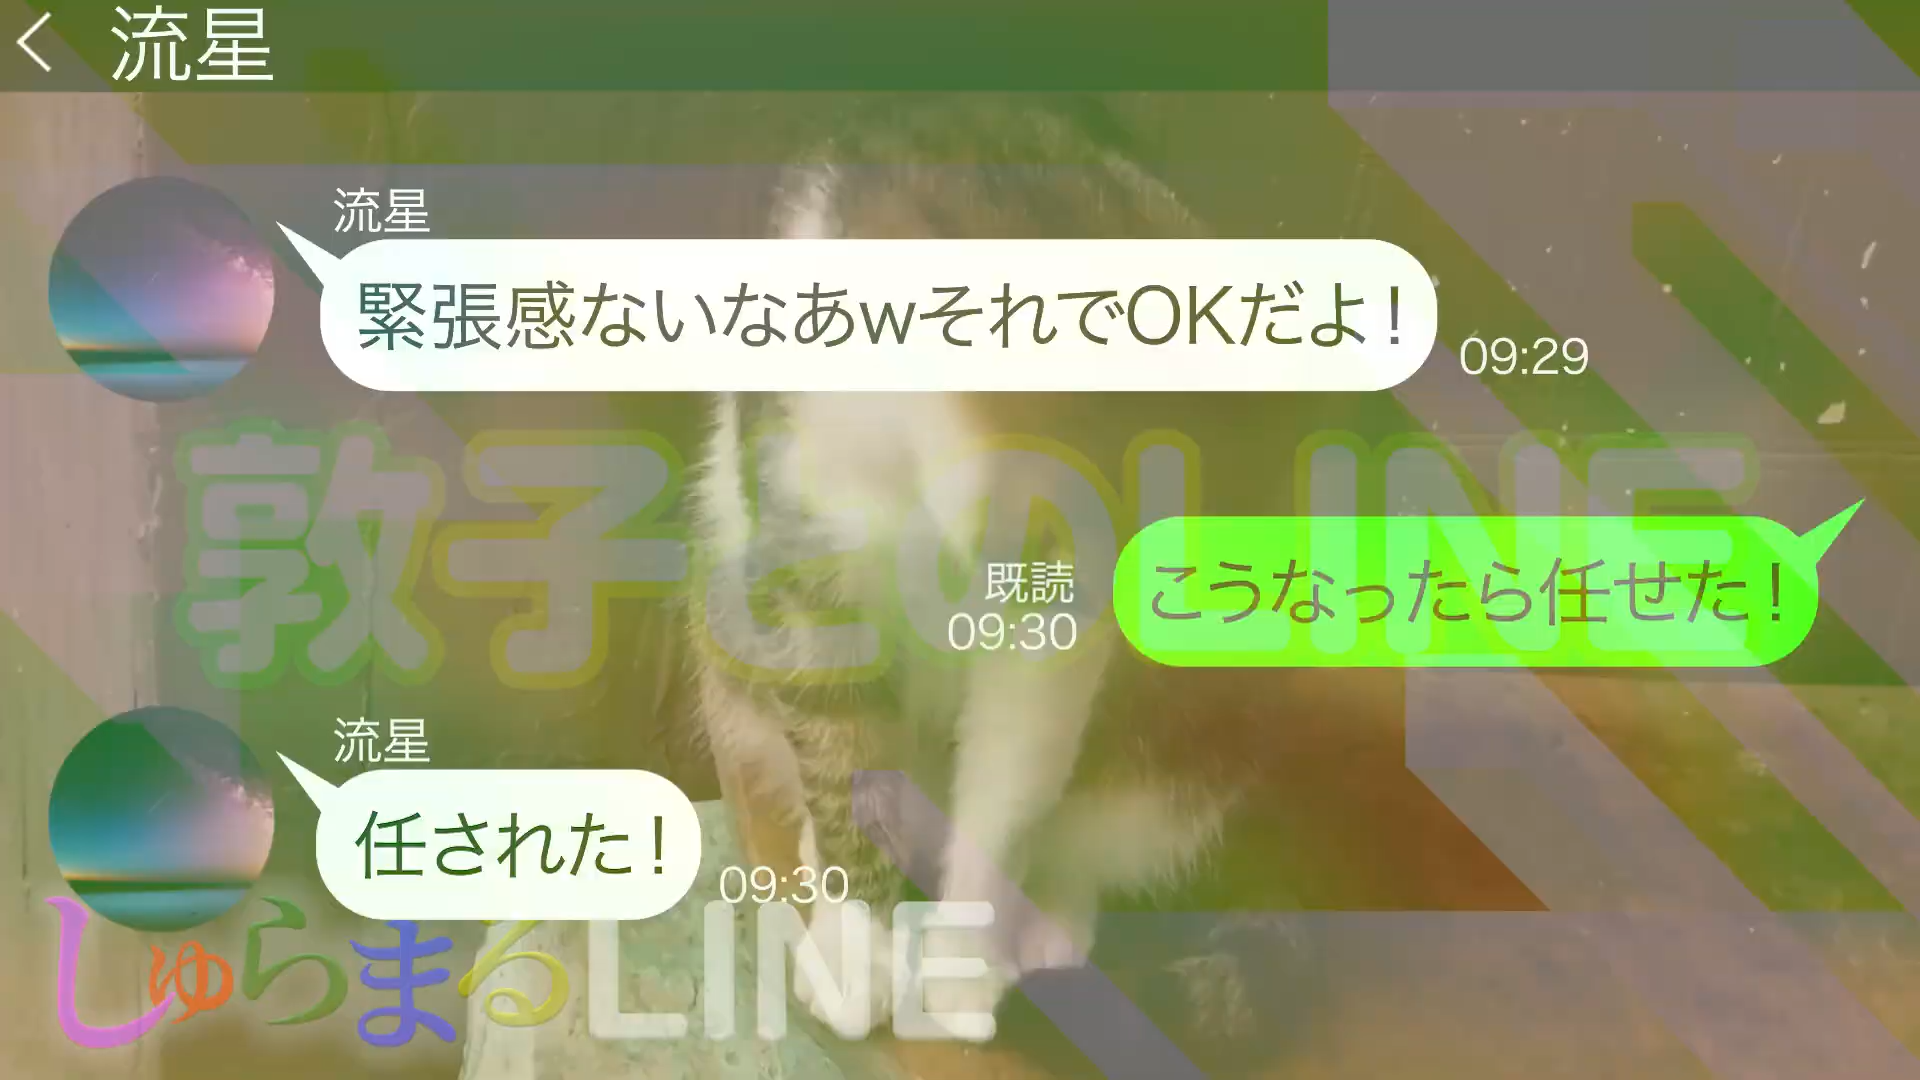 流星
流星
緊張感ないなあwそれでOKだよ！
09:29
敦子とのLINE
既読
09:30
こうなったら任せた！
流星
任された！
09:30
しゅらまるLINE